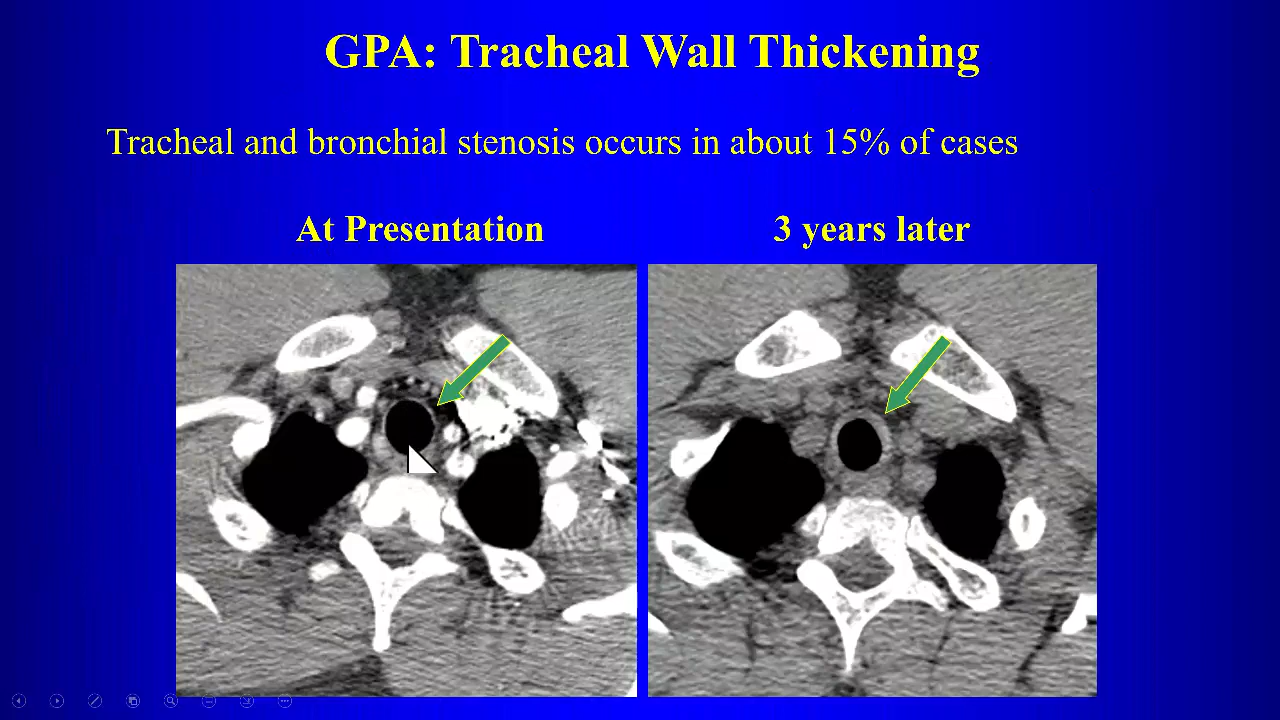 GPA: Tracheal Wall Thickening
Tracheal and bronchial stenosis occurs in about 15% of cases
At Presentation
3 years later